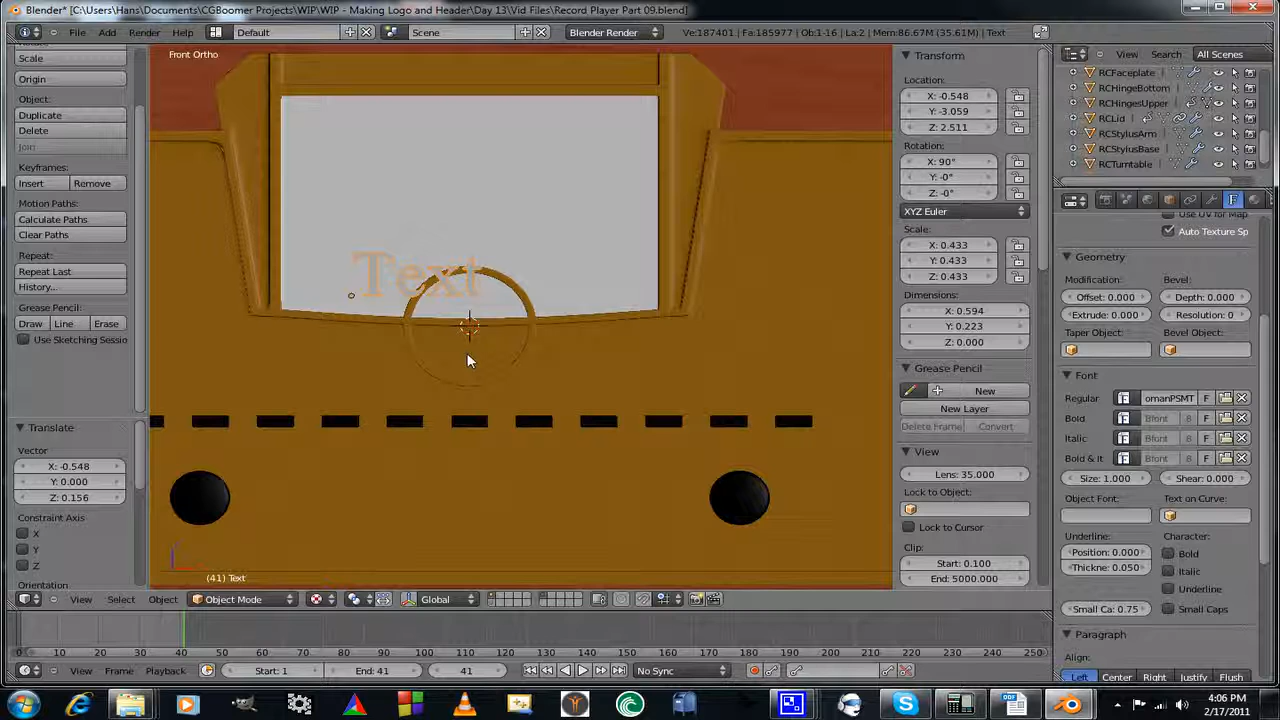 Blender* [C:\Users\Hans\Documents\CGBoomer Projects\WIP\WIP - Making Logo and Header\Day 13\Vid Files\Record Player Part 09.blend]
File Add Render Help Default Scene Blender Render Ve:187401 | Fa:185977 | Ob:1-16 | La:2 | Mem:86.67M (35.61M) | Text
View Search All Scenes
Scale
Origin
Object:
Duplicate
Delete
Join
Keyframes:
Insert Remove
Motion Paths:
Calculate Paths
Clear Paths
Repeat:
Repeat Last
History...
Grease Pencil:
Draw Line Erase
Use Sketching Sessio
Translate
Vector
X: -0.548
Y: 0.000
Z: 0.156
Constraint Axis
X
Y
Z
Orientation
Front Ortho
Text
(41) Text
Transform
Location:
X: -0.548
Y: -3.059
Z: 2.511
Rotation:
X: 90°
Y: -0°
Z: -0°
XYZ Euler
Scale:
X: 0.433
Y: 0.433
Z: 0.433
Dimensions:
X: 0.594
Y: 0.223
Z: 0.000
Grease Pencil
New
New Layer
Delete Frame Convert
View
Lens: 35.000
Lock to Object:
Lock to Cursor
Clip:
Start: 0.100
End: 5000.000
RCFaceplate
RCHingeBottom
RCHingesUpper
RCLid
RCStylusArm
RCStylusBase
RCTurntable
Use UV for Map
Auto Texture Sp
Geometry
Modification: Bevel:
Offset: 0.000 Depth: 0.000
Extrude: 0.000 Resolution: 0
Taper Object: Bevel Object:
Font
Regular omanPSMT F
Bold Bfont 8 F
Italic Bfont 8 F
Bold & It Bfont 8 F
Size: 1.000 Shear: 0.000
Object Font: Text on Curve:
Underline: Character:
Position: 0.000 Bold
Thickne: 0.050 Italic
Underline
Small Ca: 0.75 Small Caps
Paragraph
Align:
Left Center Right Justify Flush
View Select Object Object Mode Global
0 10 20 30 40 50 60 70 80 90 100 110 120 130 140 150 160 170 180 190 200 210 220 230 240 250
View Frame Playback Start: 1 End: 41 41 No Sync
4:06 PM
2/17/2011